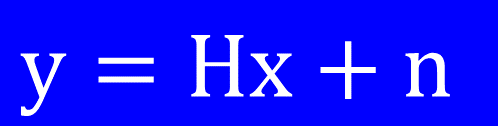 y = Hx + n